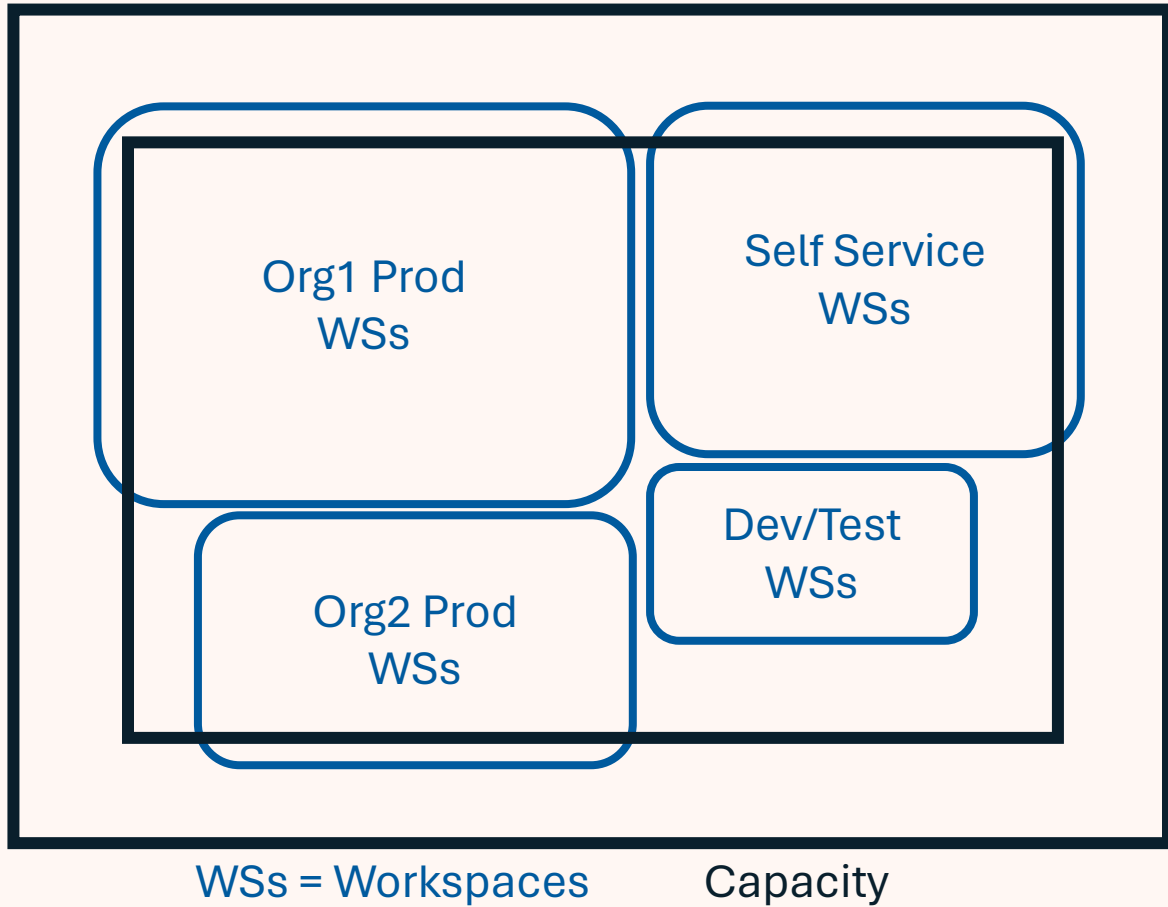 Org1 Prod
WSs
Self Service
WSs
Org2 Prod
WSs
Dev/Test
WSs
WSs = Workspaces
Capacity